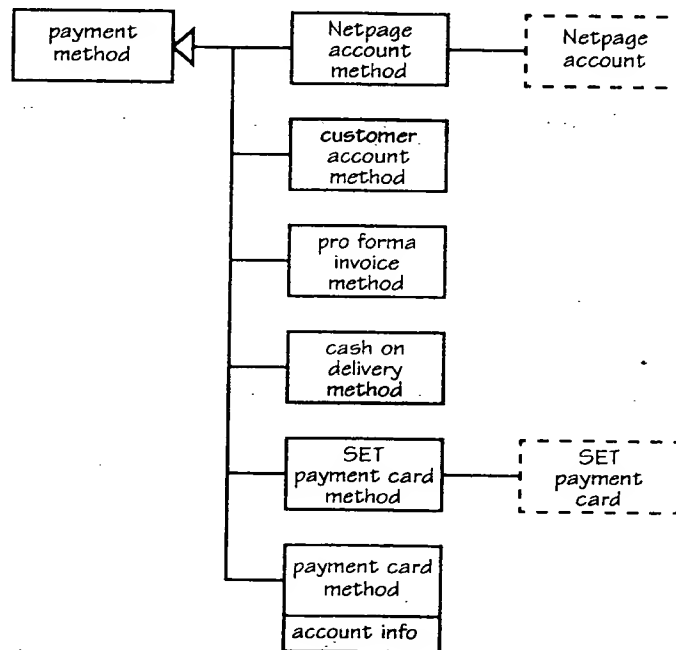 payment
method
Netpage
account
method
Netpage
account
customer
account
method
pro forma
invoice
method
cash on
delivery
method
SET
payment card
method
SET
payment
card
payment card
method
account info